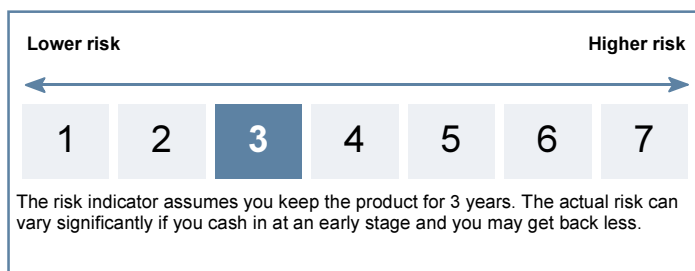 Lower risk Higher risk
1 2 3 4 5 6 7
The risk indicator assumes you keep the product for 3 years. The actual risk can
vary significantly if you cash in at an early stage and you may get back less.